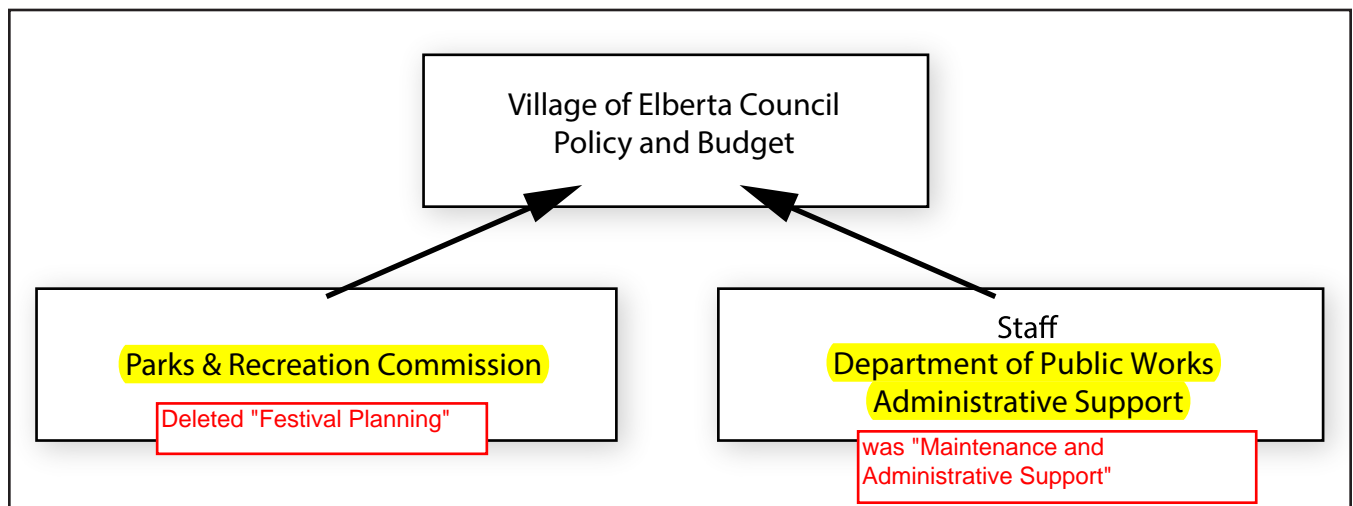 Village of Elberta Council
Policy and Budget
Parks & Recreation Commission
Deleted "Festival Planning"
Staff
Department of Public Works
Administrative Support
was "Maintenance and
Administrative Support"